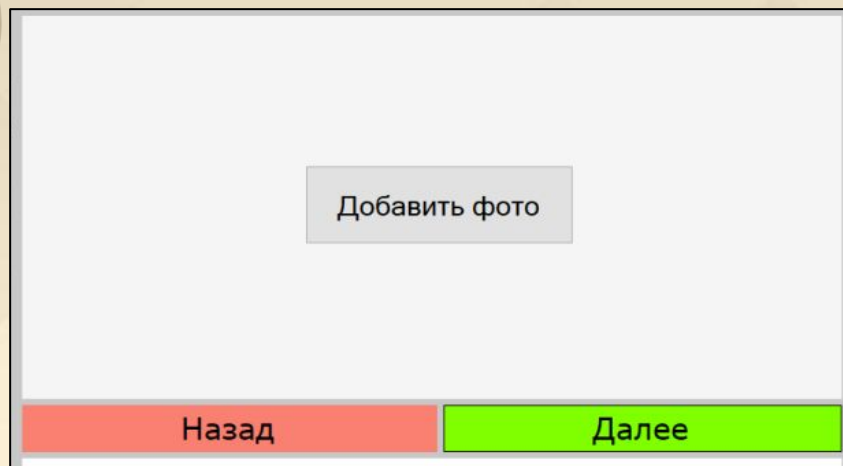 Добавить фото
Назад
Далее